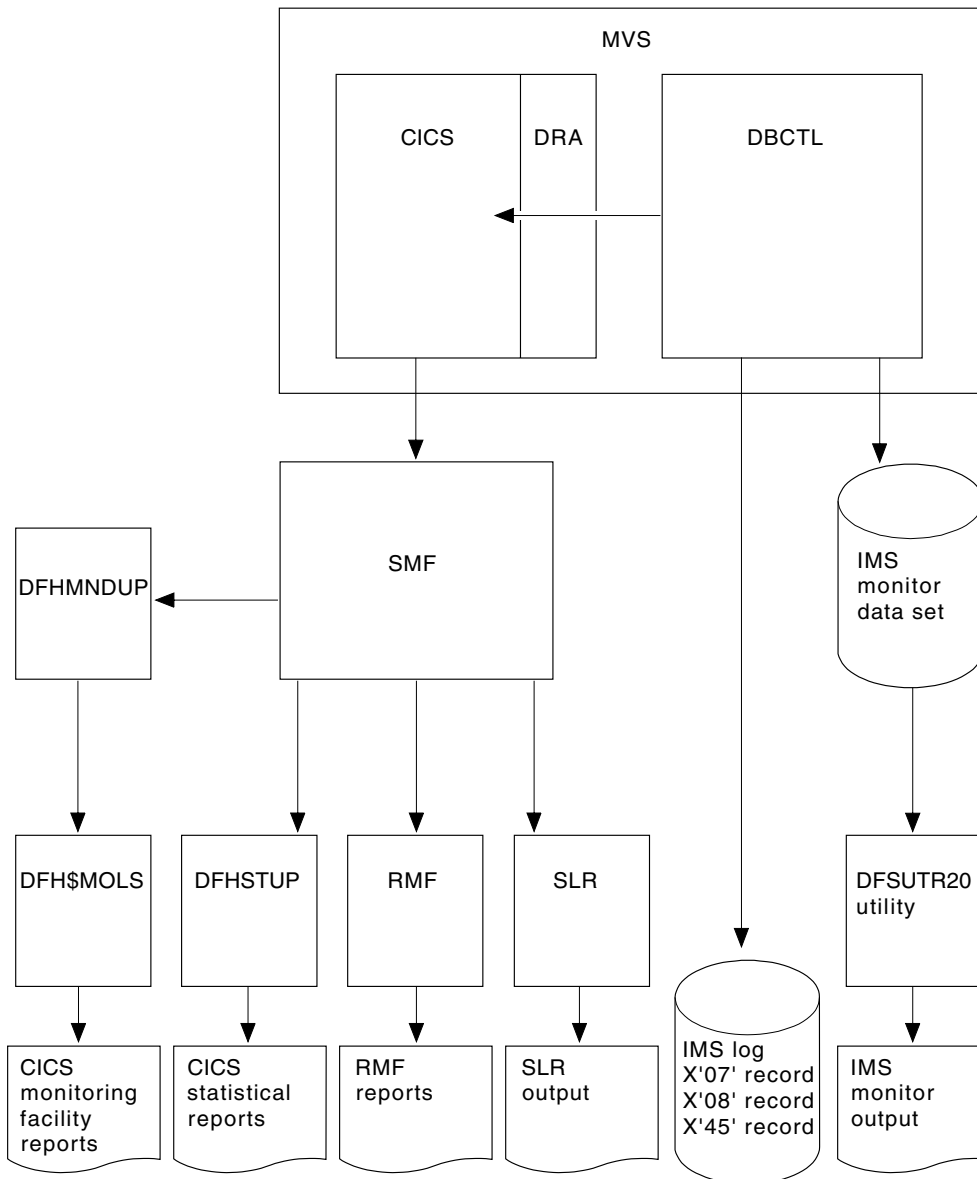 MVS
CICS
DRA
DBCTL
SMF
DFHMNDUP
IMS
monitor
data set
DFH$MOLS
DFHSTUP
RMF
SLR
DFSUTR20
utility
CICS
monitoring
facility
reports
CICS
statistical
reports
RMF
reports
SLR
output
IMS log
X'07' record
X'08' record
X'45' record
IMS
monitor
output